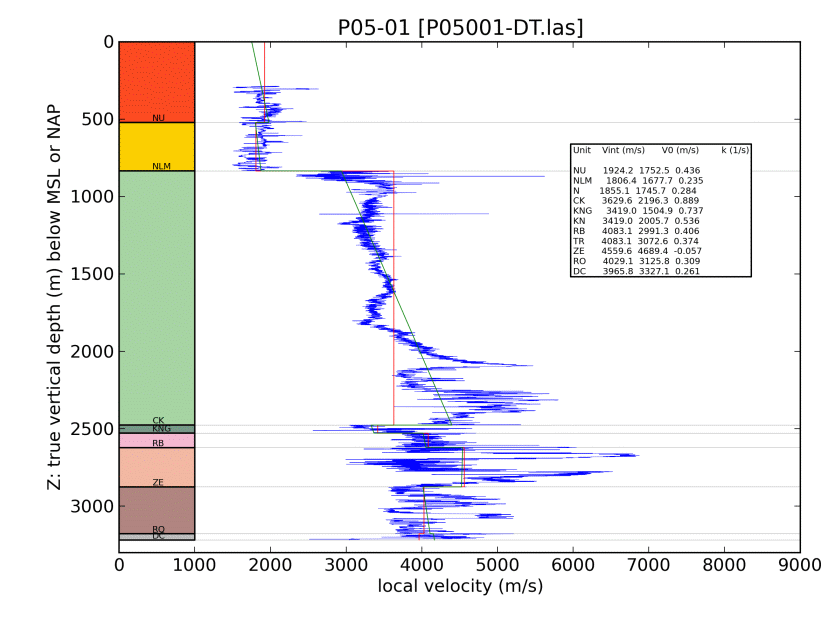 P05-01 [P05001-DT.las]
Z: true vertical depth (m) below MSL or NAP
0
500
1000
1500
2000
2500
3000
NU
NLM
CK
KNG
RB
ZE
RO
DC
Unit Vint (m/s) V0 (m/s) k (1/s)
NU 1924.2 1752.5 0.436
NLM 1806.4 1677.7 0.235
N 1855.1 1745.7 0.284
CK 3629.6 2196.3 0.889
KNG 3419.0 1504.9 0.737
KN 3419.0 2005.7 0.536
RB 4083.1 2991.3 0.406
TR 4083.1 3072.6 0.374
ZE 4559.6 4689.4 -0.057
RO 4029.1 3125.8 0.309
DC 3965.8 3327.1 0.261
0 1000 2000 3000 4000 5000 6000 7000 8000 9000
local velocity (m/s)